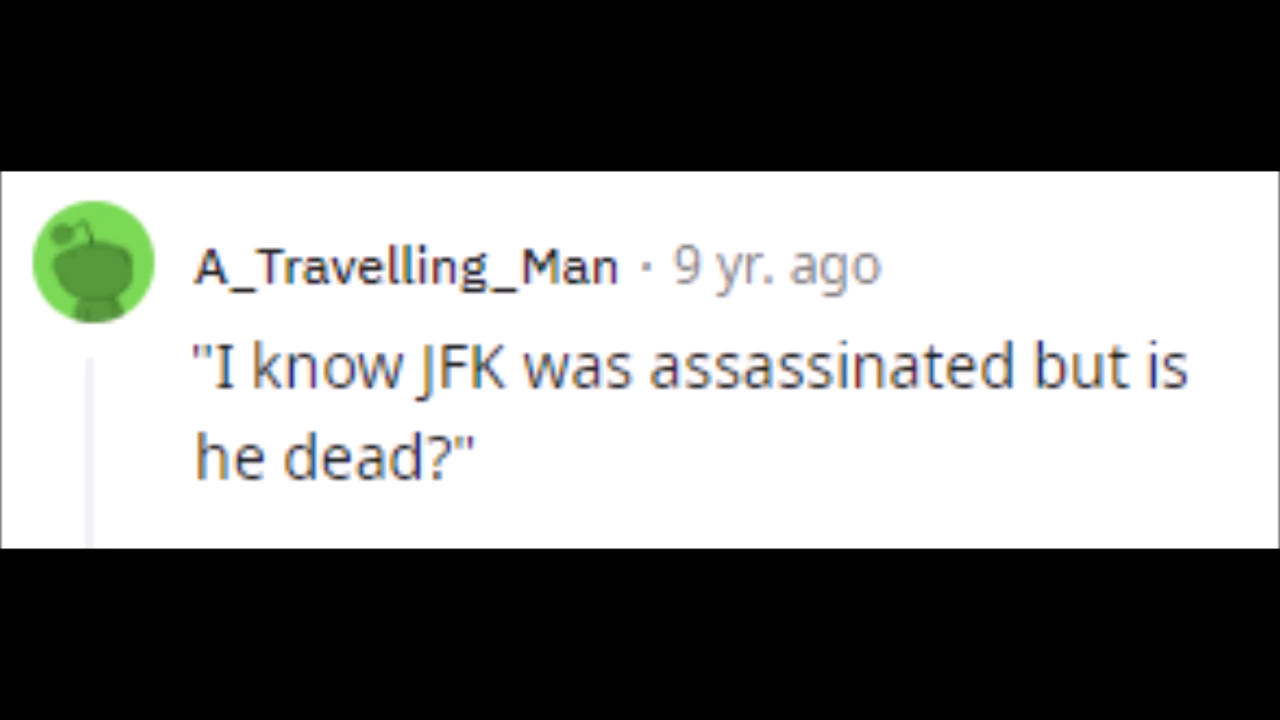 A_Travelling_Man · 9 yr. ago
"I know JFK was assassinated but is
he dead?"